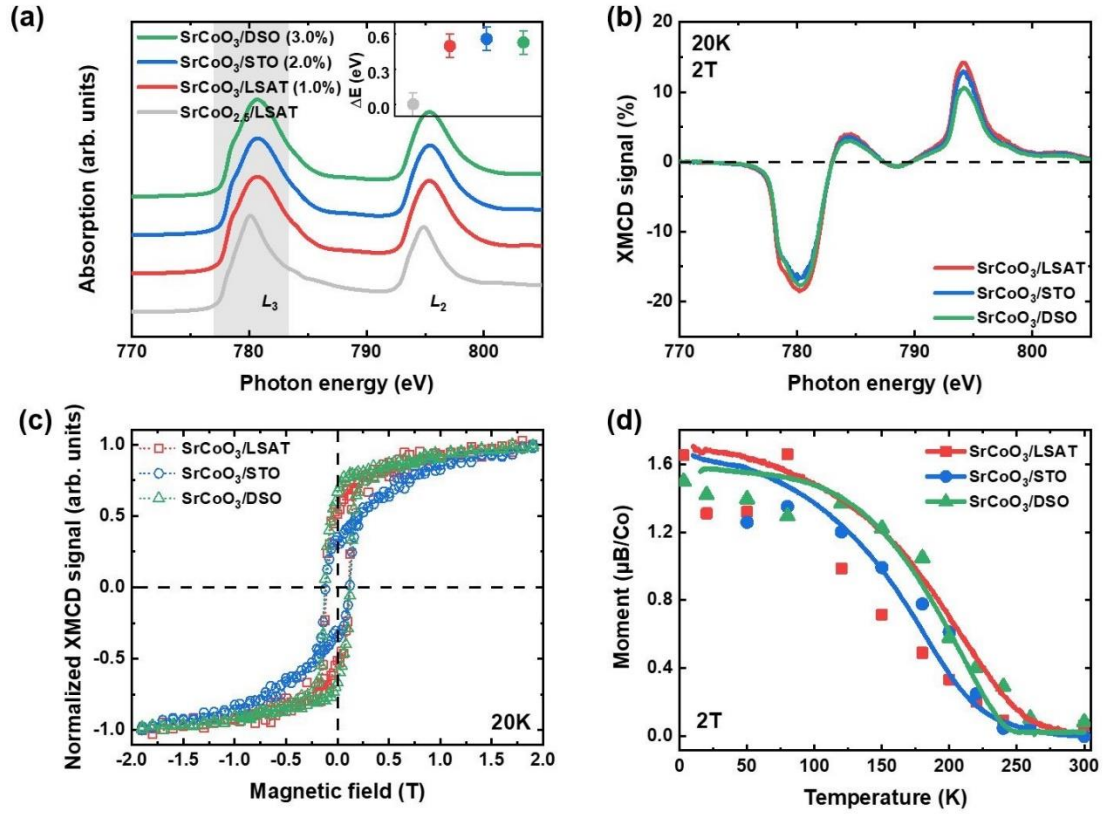 (a)
Absorption (arb. units)
SrCoO3/DSO (3.0%)
SrCoO3/STO (2.0%)
SrCoO3/LSAT (1.0%)
SrCoO2.5/LSAT
ΔE (eV)
0.6
0.3
0.0
L3
L2
770
780
790
800
Photon energy (eV)
(b)
XMCD signal (%)
20
10
0
-10
-20
20K
2T
SrCoO3/LSAT
SrCoO3/STO
SrCoO3/DSO
770
780
790
800
Photon energy (eV)
(c)
Normalized XMCD signal (arb. units)
1.0
0.5
0.0
-0.5
-1.0
SrCoO3/LSAT
SrCoO3/STO
SrCoO3/DSO
20K
-2.0 -1.5 -1.0 -0.5 0.0 0.5 1.0 1.5 2.0
Magnetic field (T)
(d)
Moment (μB/Co)
1.6
1.2
0.8
0.4
0.0
SrCoO3/LSAT
SrCoO3/STO
SrCoO3/DSO
2T
0 50 100 150 200 250 300
Temperature (K)